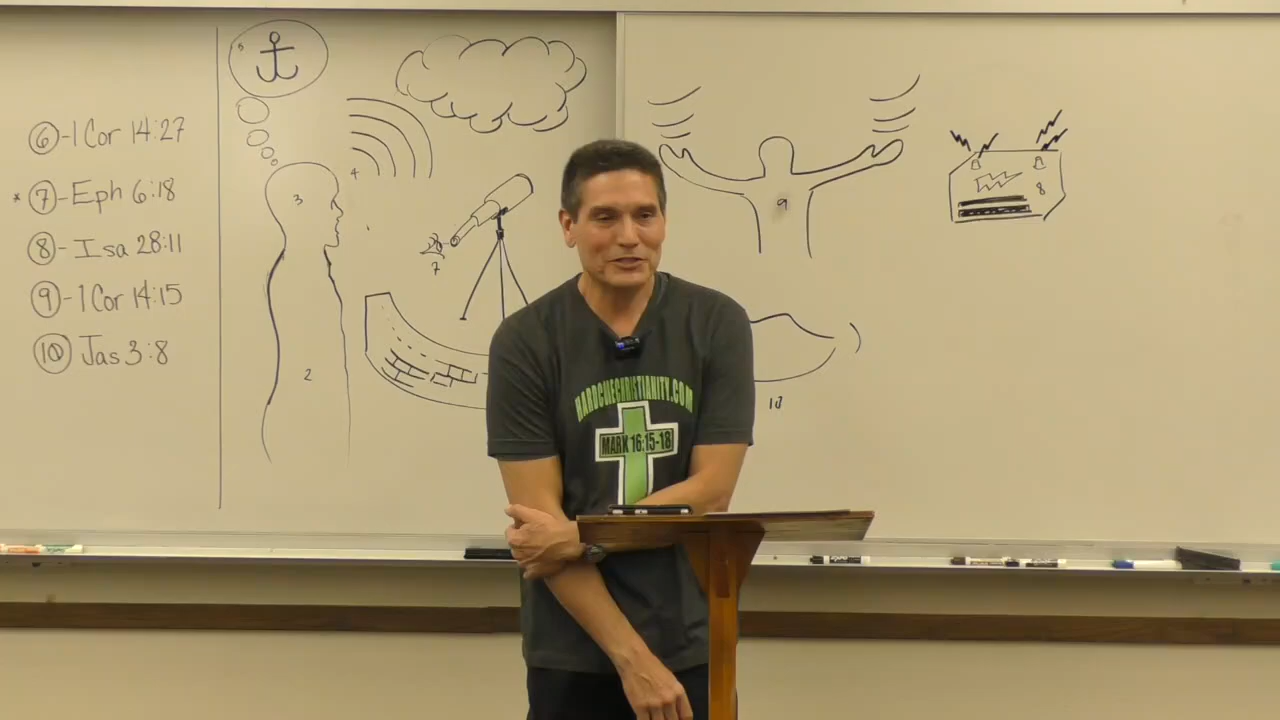 ⑥-1 Cor 14:27
* ⑦-Eph 6:18
⑧-Isa 28:11
⑨-1 Cor 14:15
⑩ Jas 3:8
5
3
2
4
7
9
8
10
HARDCORECHRISTIANITY.COM
MARK 16:15-18